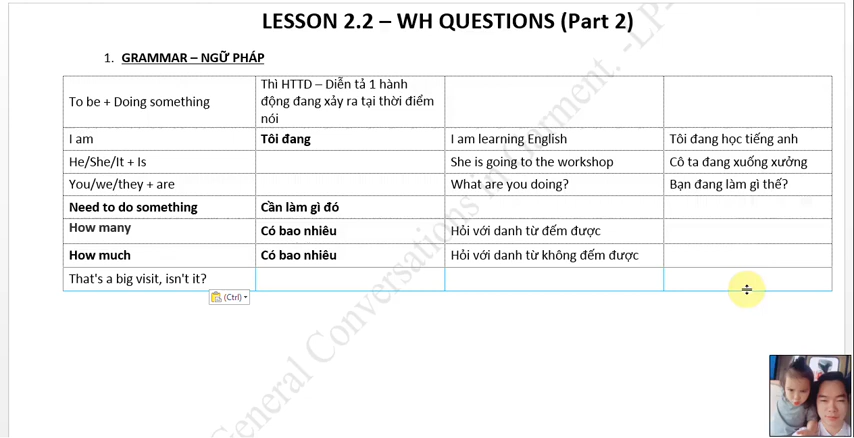 LESSON 2.2 – WH QUESTIONS (Part 2)
1. GRAMMAR – NGỮ PHÁP
To be + Doing something
Thì HTTD – Diễn tả 1 hành
động đang xảy ra tại thời điểm
nói
I am
Tôi đang
I am learning English
Tôi đang học tiếng anh
He/She/It + Is
She is going to the workshop
Cô ta đang xuống xưởng
You/we/they + are
What are you doing?
Bạn đang làm gì thế?
Need to do something
Cần làm gì đó
How many
Có bao nhiêu
Hỏi với danh từ đếm được
How much
Có bao nhiêu
Hỏi với danh từ không đếm được
That's a big visit, isn't it?
(Ctrl)
General Conversations in Garment. -LP-